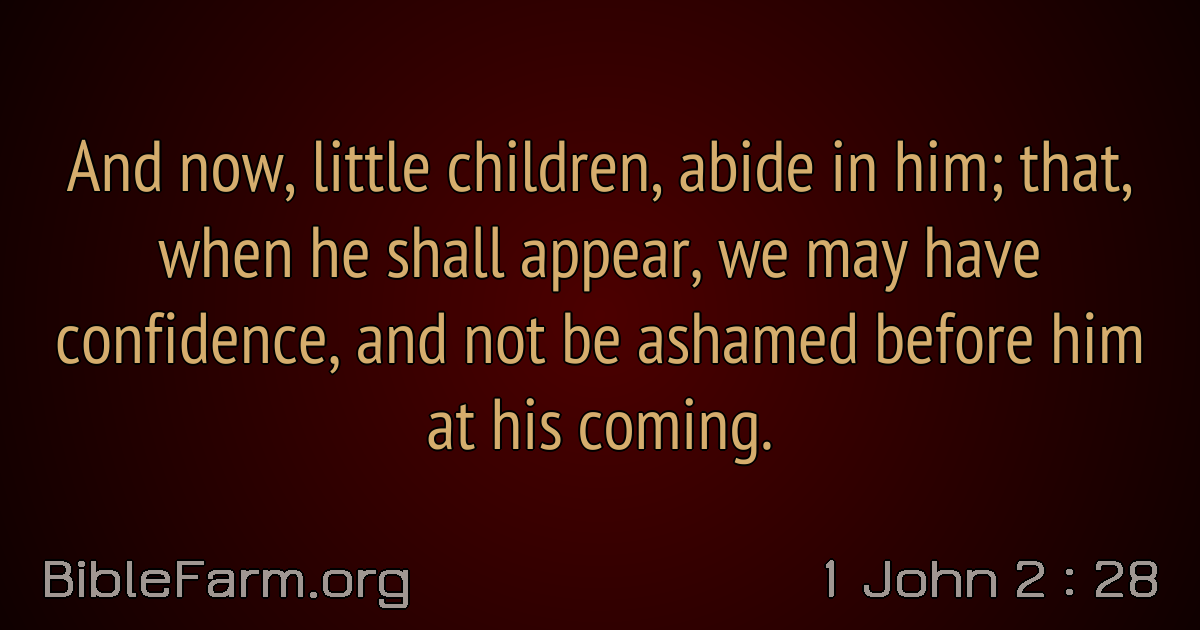 And now, little children, abide in him; that,
when he shall appear, we may have
confidence, and not be ashamed before him
at his coming.
BibleFarm.org
1 John 2 : 28